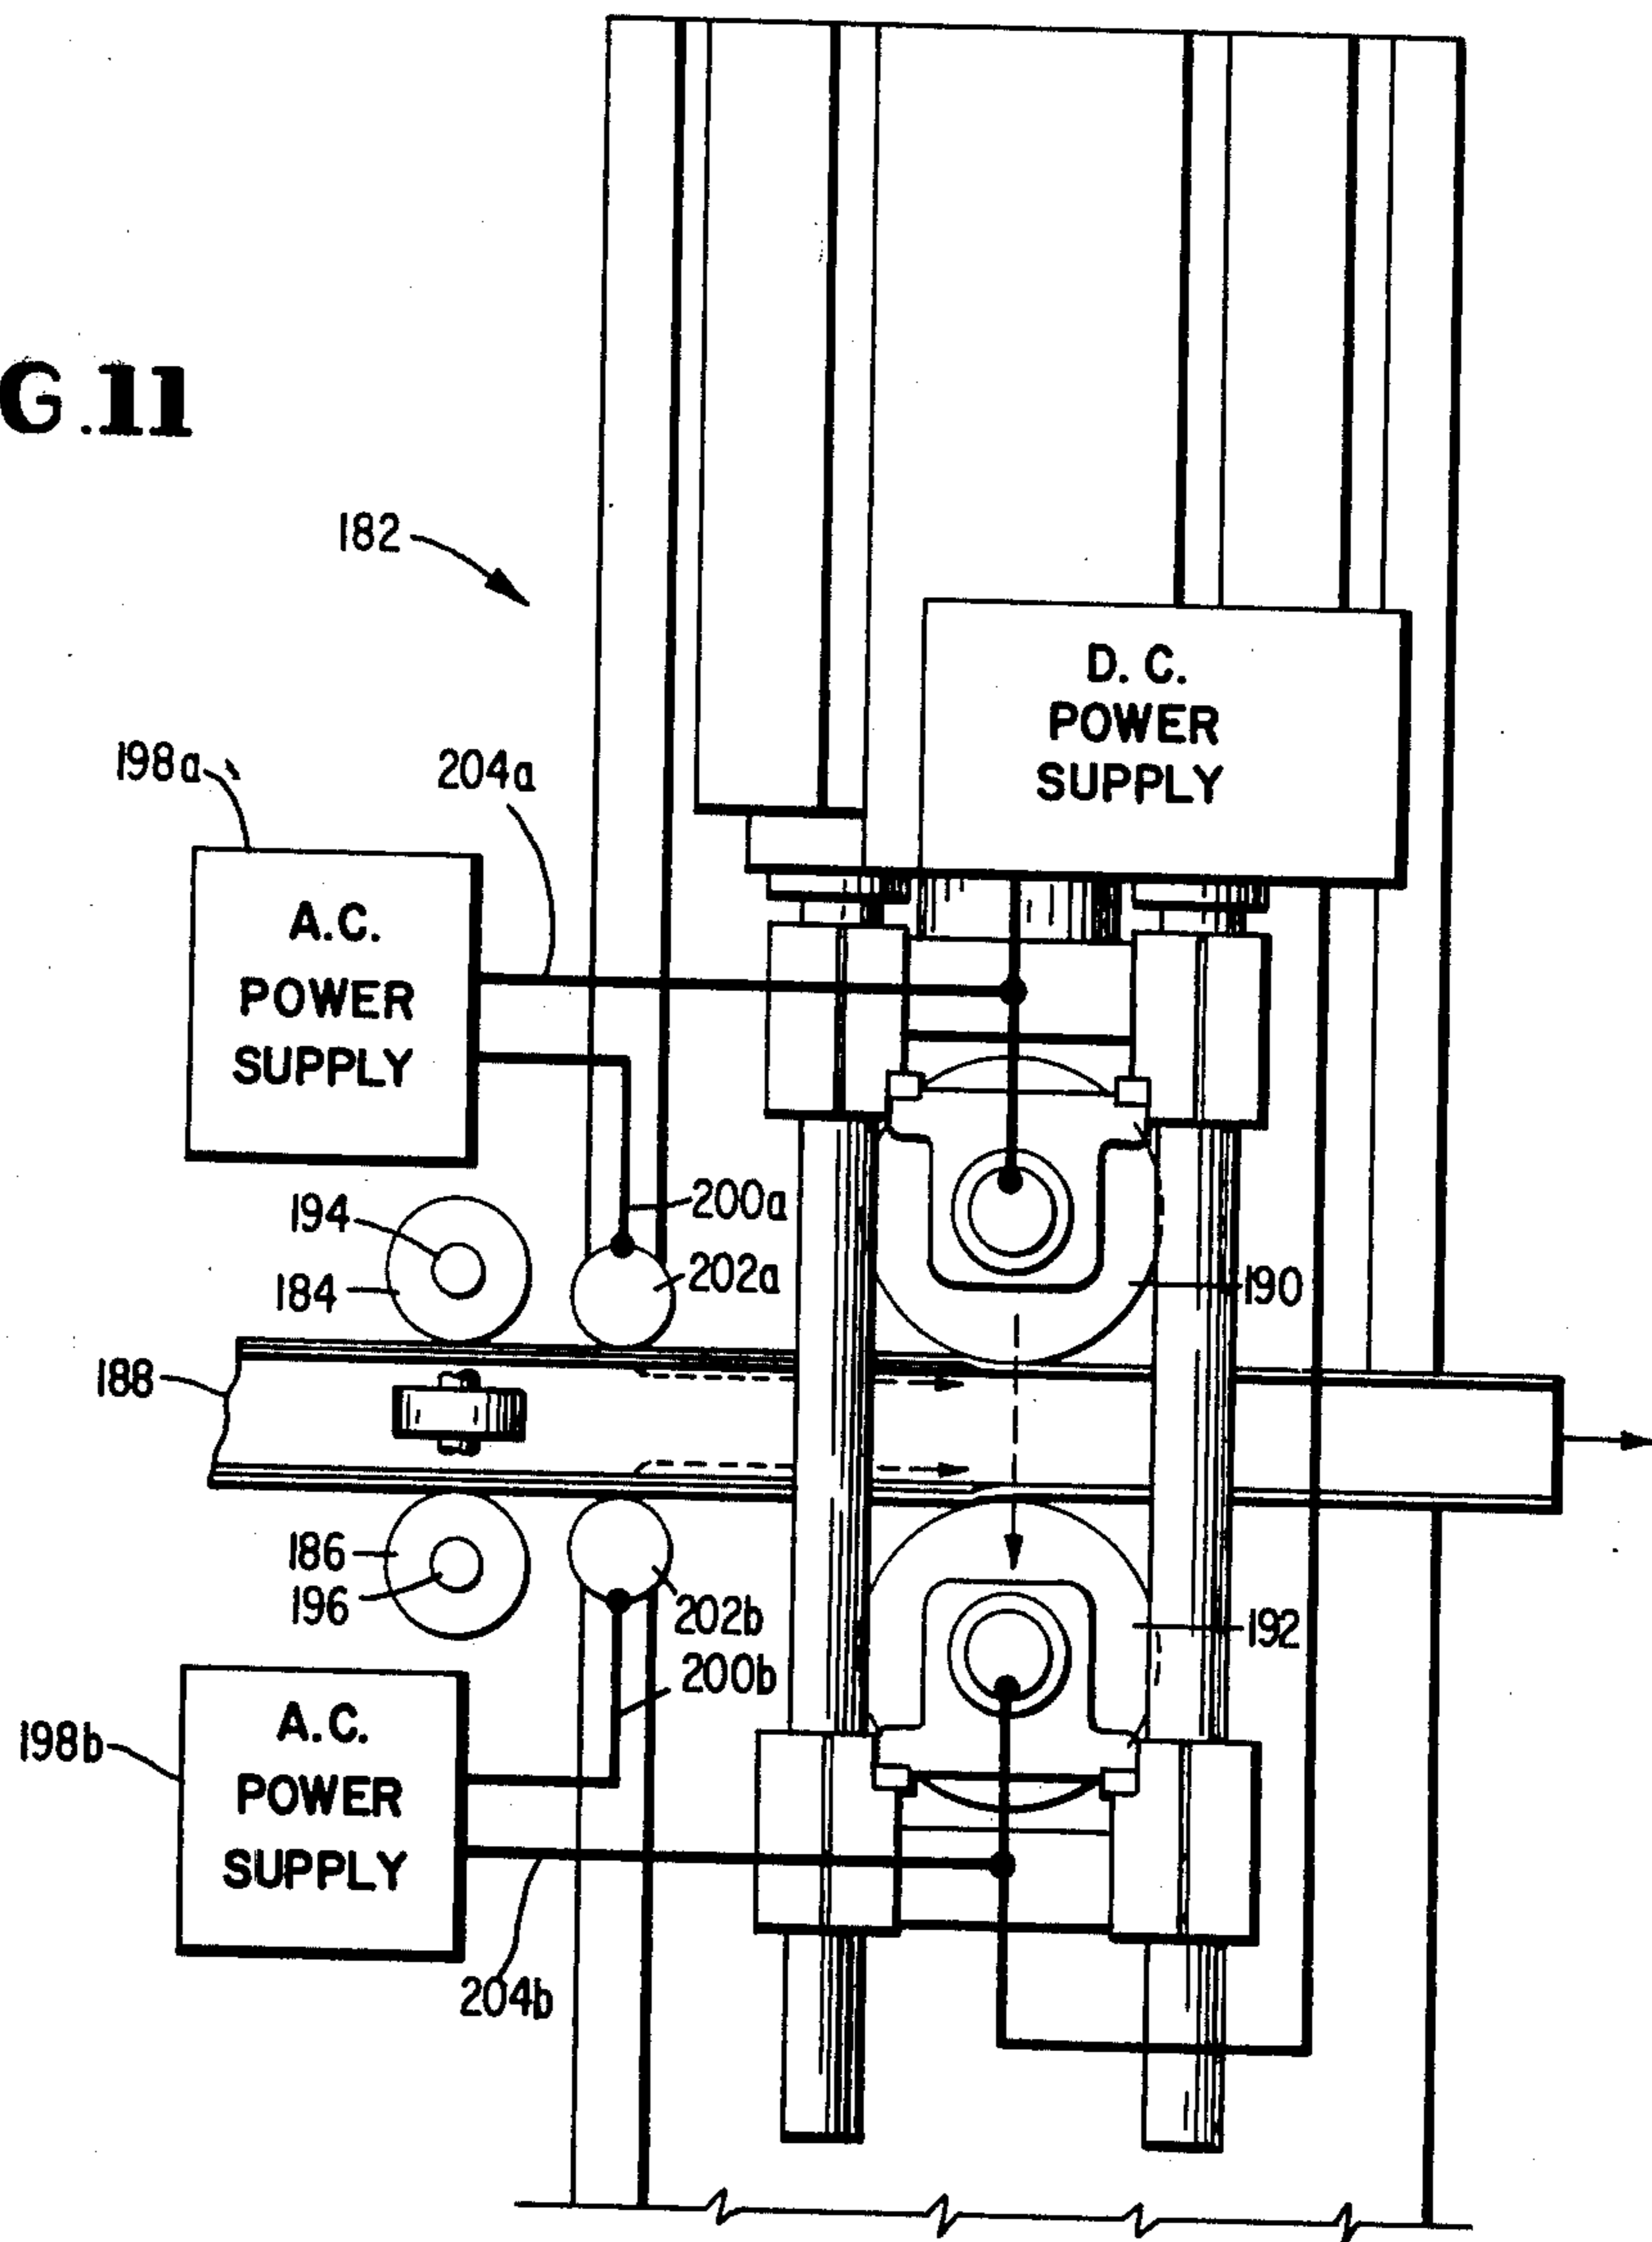 G.11
182
D. C.
POWER
SUPPLY
198a
204a
A.C.
POWER
SUPPLY
194
184
200a
202a
190
188
186
196
202b
200b
192
198b
A.C.
POWER
SUPPLY
204b